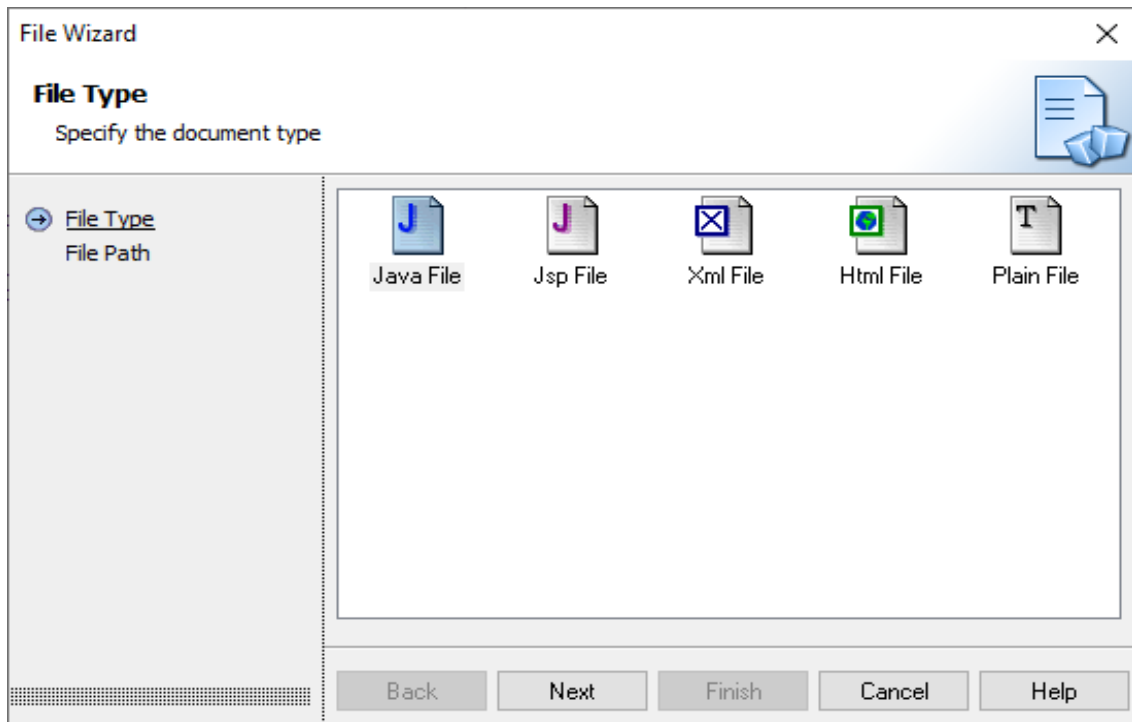 File Wizard
File Type
Specify the document type
File Type
File Path
Java File
Jsp File
Xml File
Html File
Plain File
Back
Next
Finish
Cancel
Help